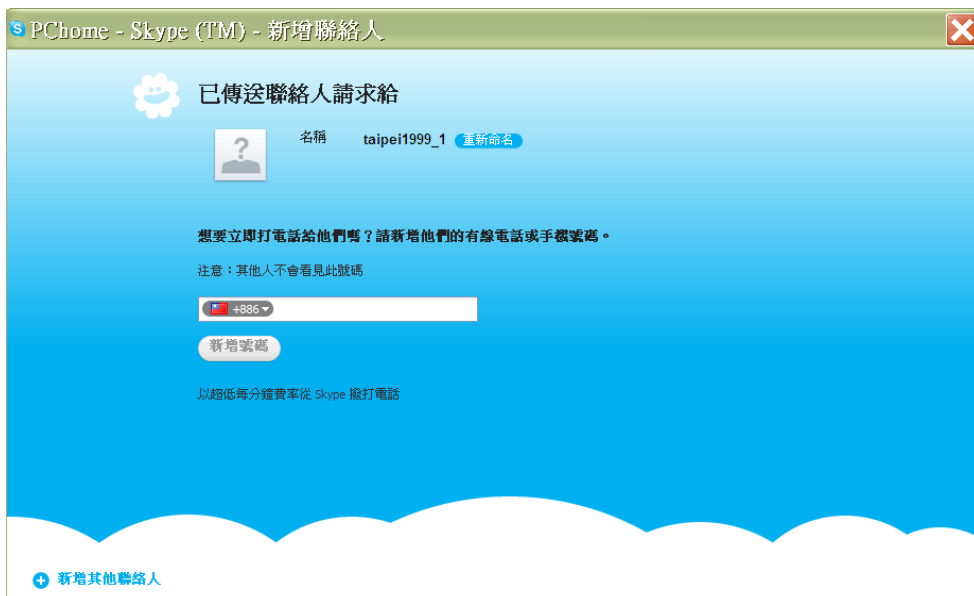 PChome - Skype (TM) - 新增聯絡人
已傳送聯絡人請求給
名稱 taipei1999_1 重新命名
想要立即打電話給他們嗎？請新增他們的有線電話或手機號碼。
注意：其他人不會看見此號碼
+886
新增號碼
以超低每分鐘費率從 Skype 撥打電話
新增其他聯絡人